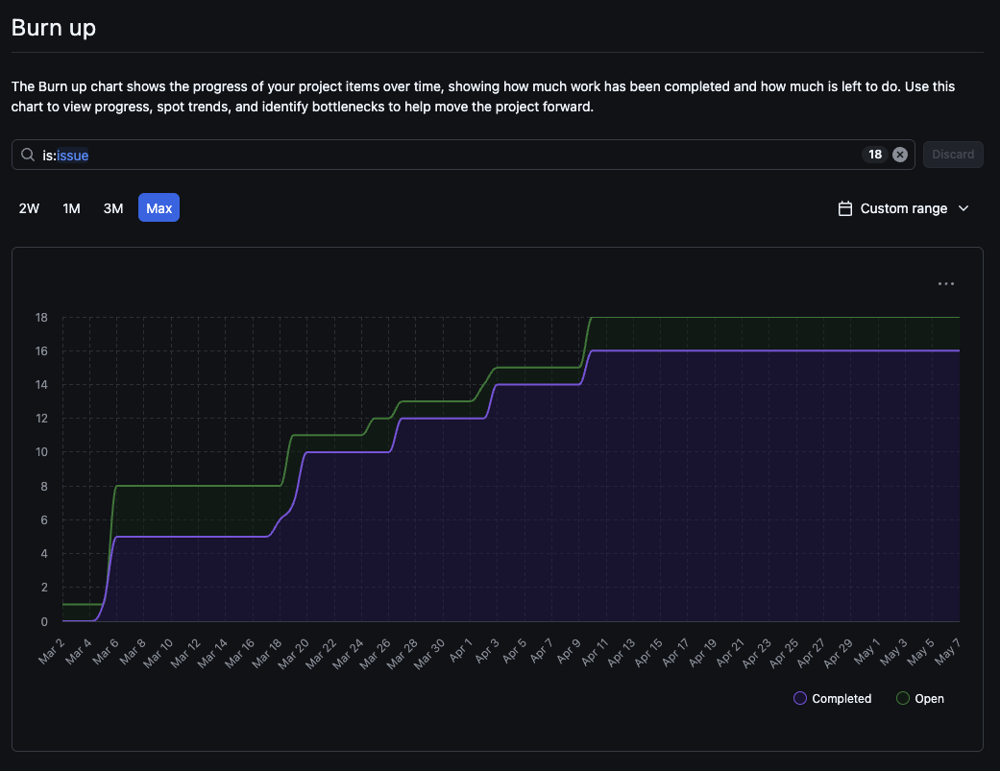 Burn up
The Burn up chart shows the progress of your project items over time, showing how much work has been completed and how much is left to do. Use this
chart to view progress, spot trends, and identify bottlenecks to help move the project forward.
is:issue 18 Discard
2W 1M 3M Max Custom range
18
16
14
12
10
8
6
4
2
0
Mar 2 Mar 4 Mar 6 Mar 8 Mar 10 Mar 12 Mar 14 Mar 16 Mar 18 Mar 20 Mar 22 Mar 24 Mar 26 Mar 28 Mar 30 Apr 1 Apr 3 Apr 5 Apr 7 Apr 9 Apr 11 Apr 13 Apr 15 Apr 17 Apr 19 Apr 21 Apr 23 Apr 25 Apr 27 Apr 29 May 1 May 3 May 5 May 7
Completed Open